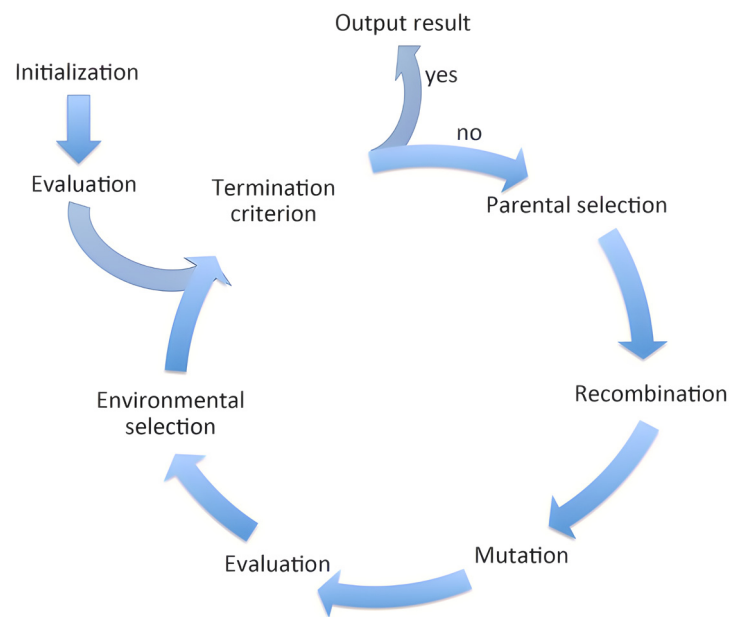 Output result
Initialization
yes
no
Evaluation
Termination
criterion
Parental selection
Recombination
Environmental
selection
Mutation
Evaluation